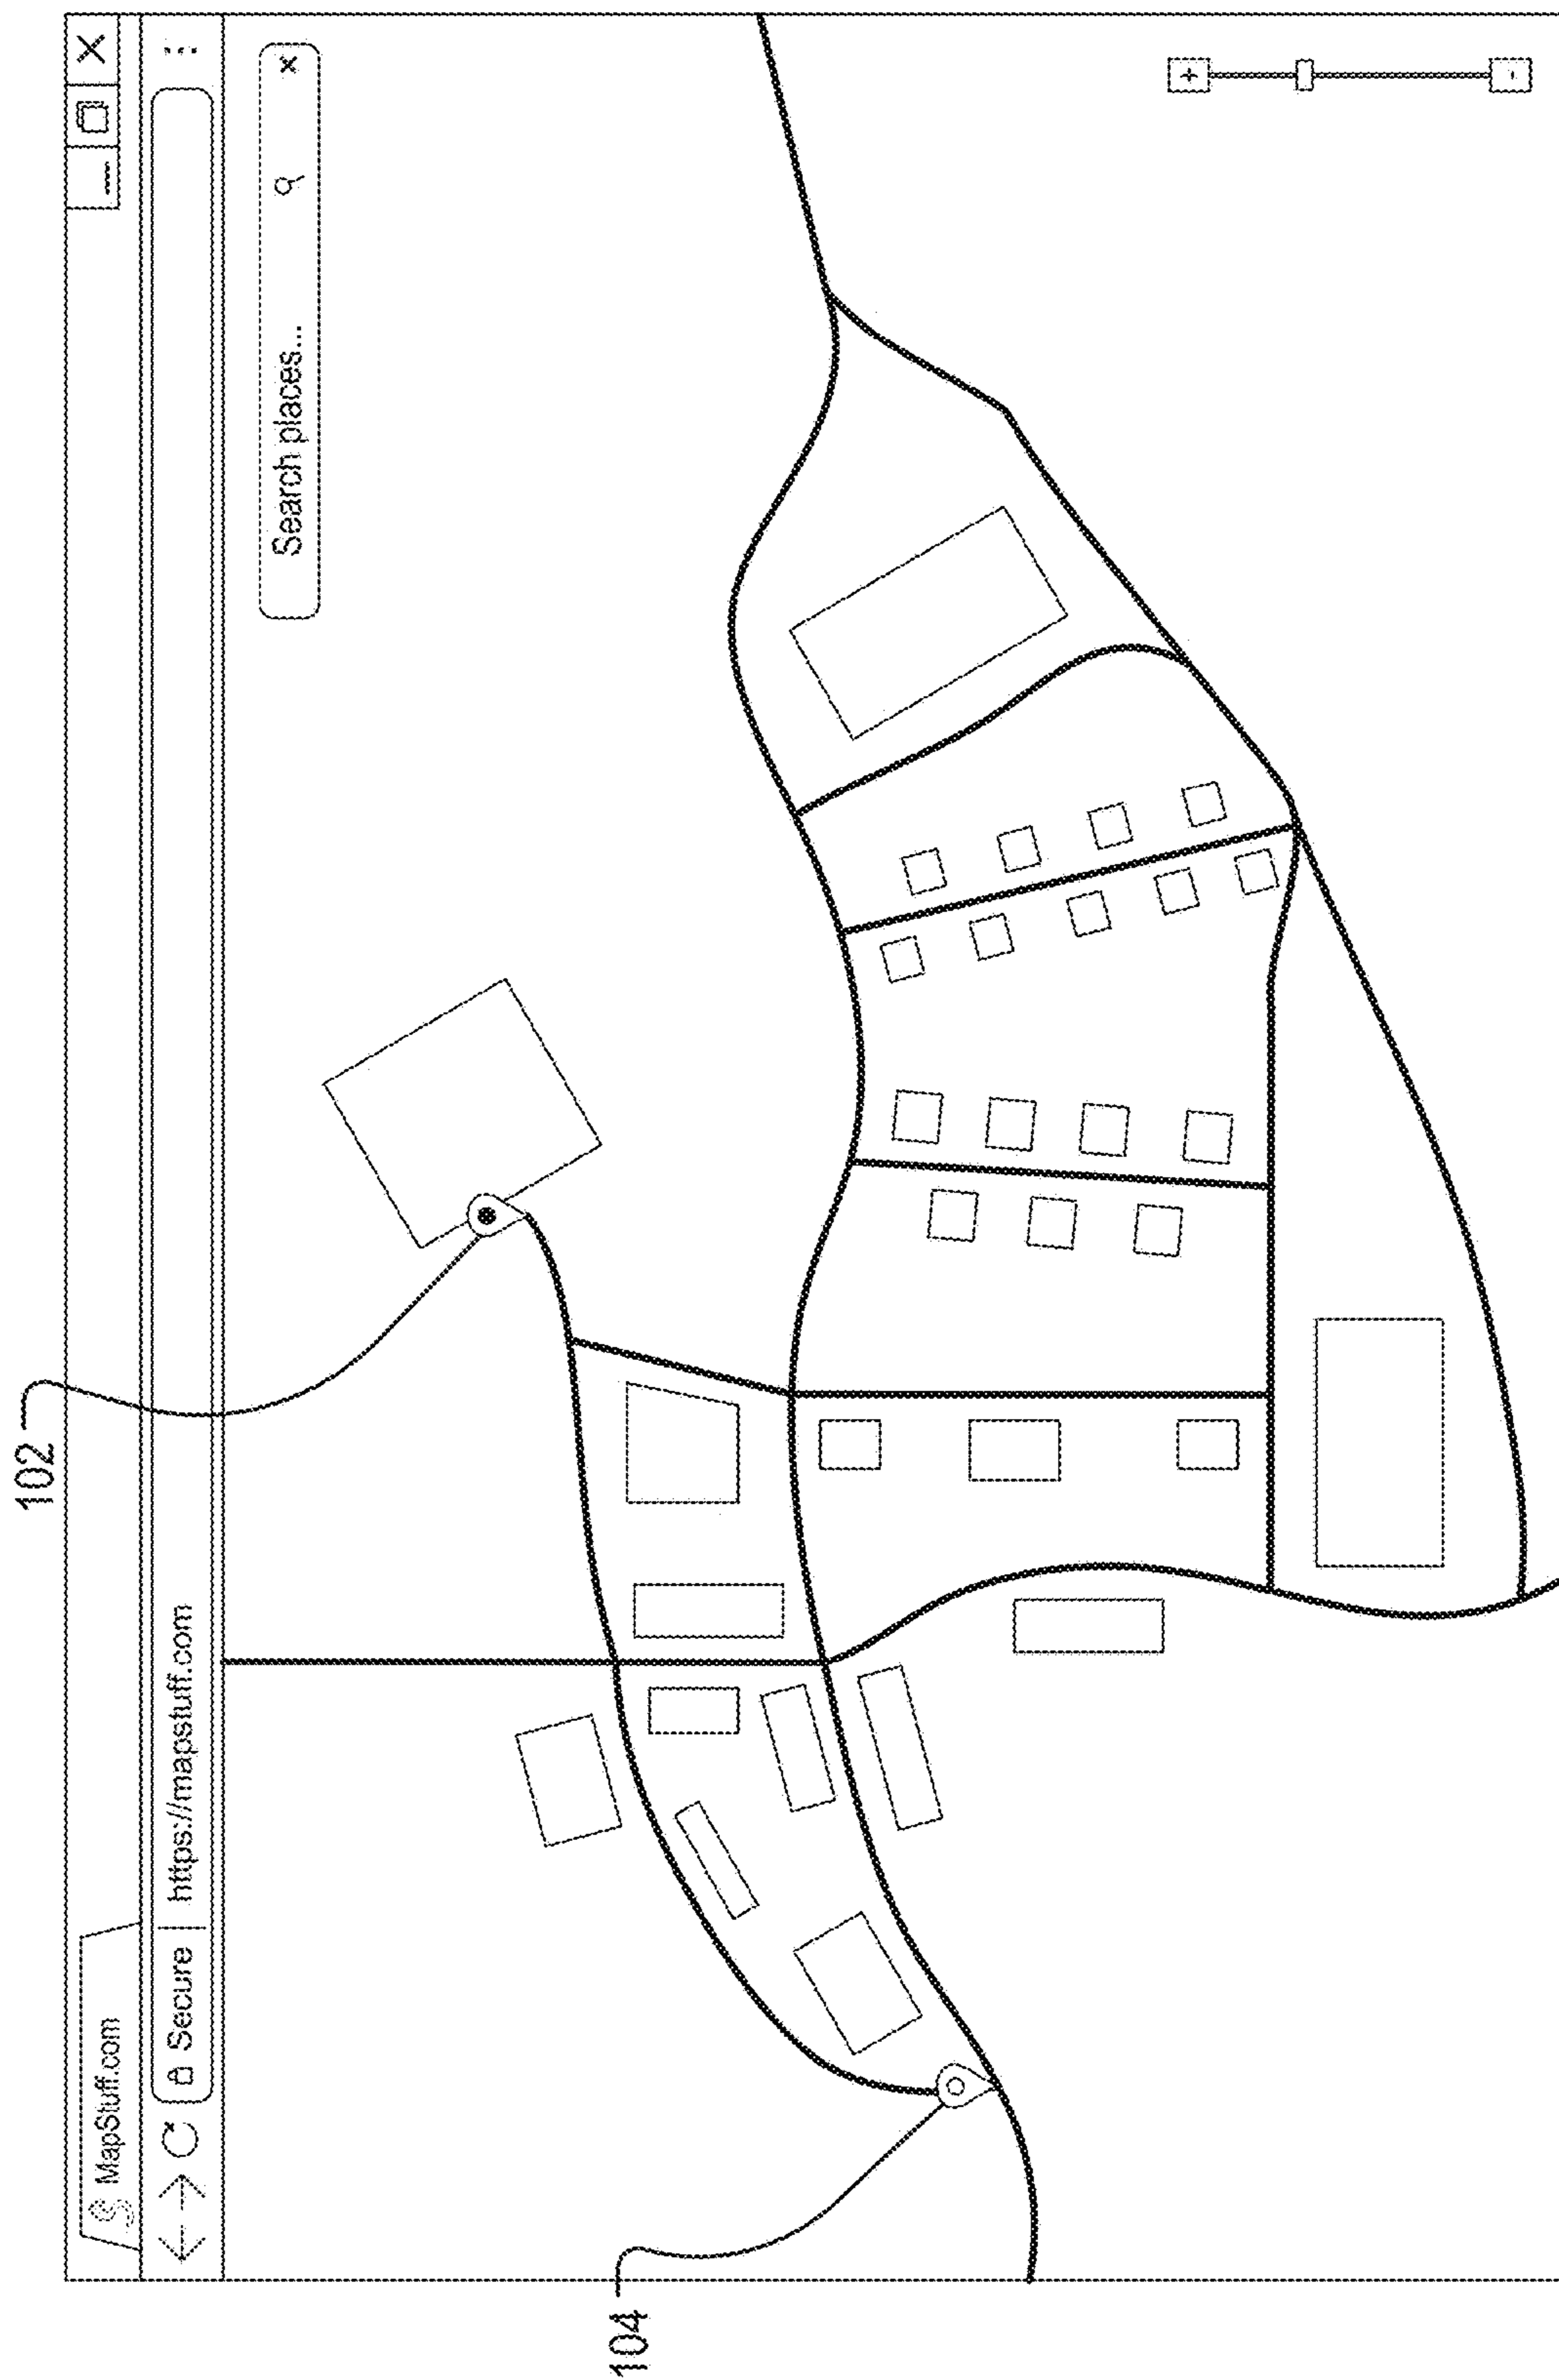 MapStuff.com
Secure
https://mapstuff.com
Search places...
+
-
102
104